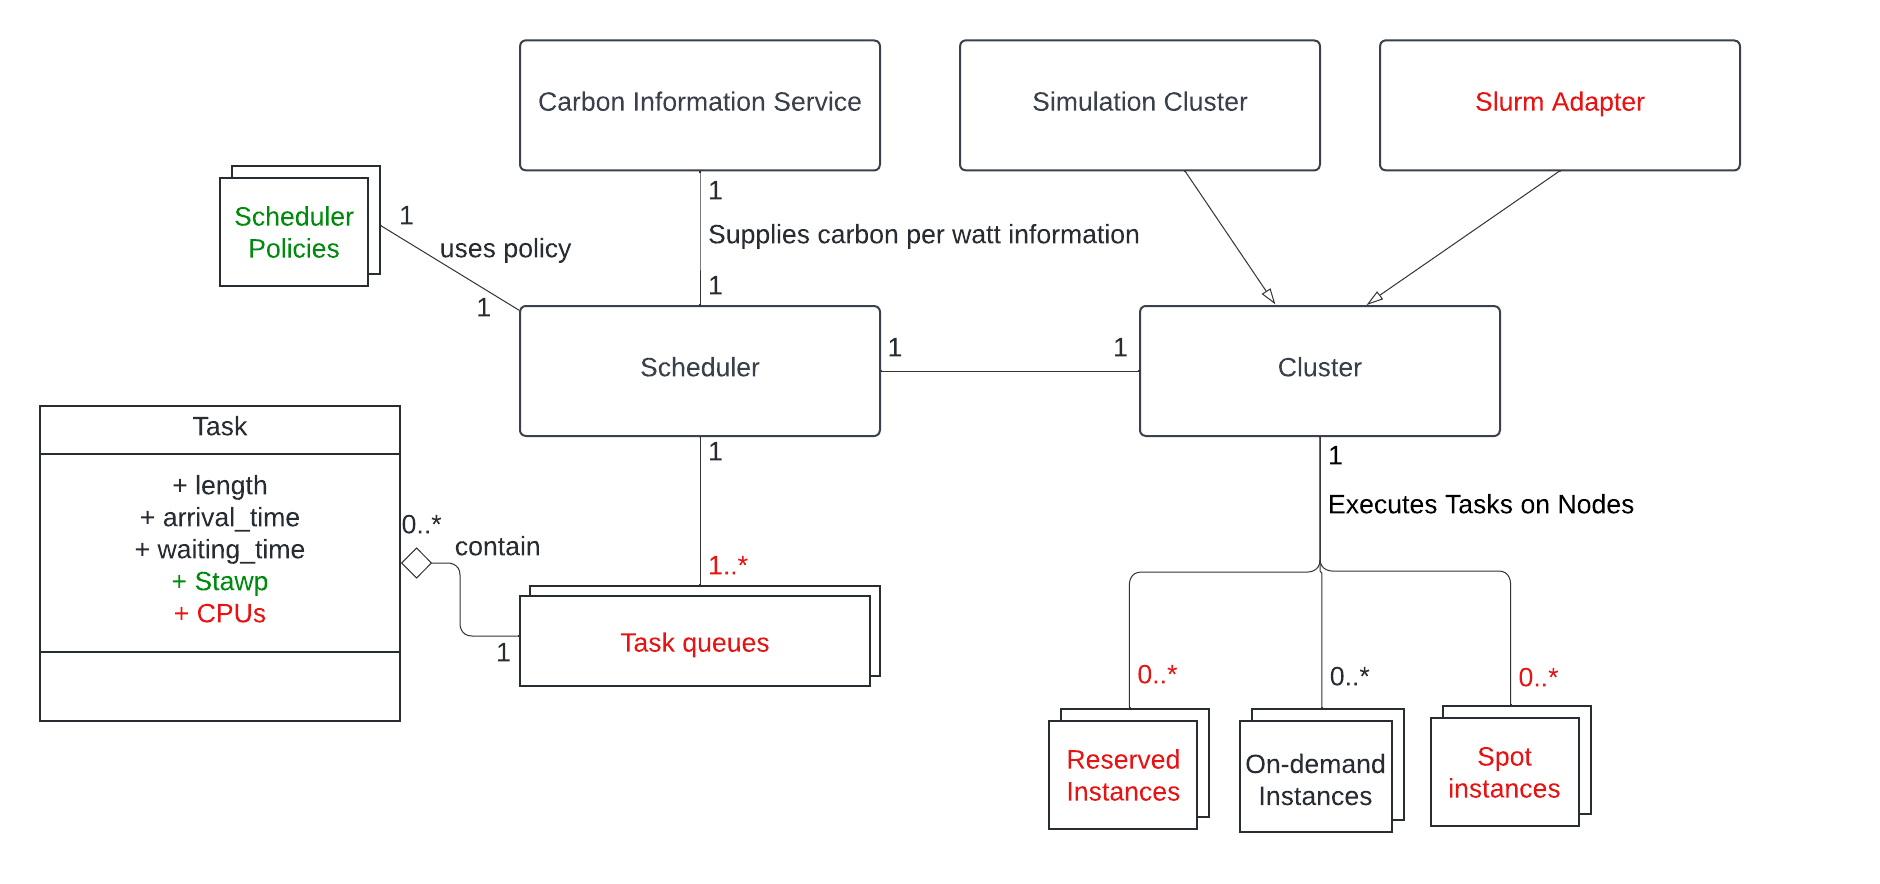 Carbon Information Service
Simulation Cluster
Slurm Adapter
Scheduler
Policies
1
uses policy
1
1
Supplies carbon per watt information
1
Scheduler
1
1
Cluster
Task
+ length
+ arrival_time
+ waiting_time
+ Stawp
+ CPUs
0..*
contain
1
1
1..*
Task queues
1
Executes Tasks on Nodes
0..*
0..*
0..*
Reserved
Instances
On-demand
Instances
Spot
instances